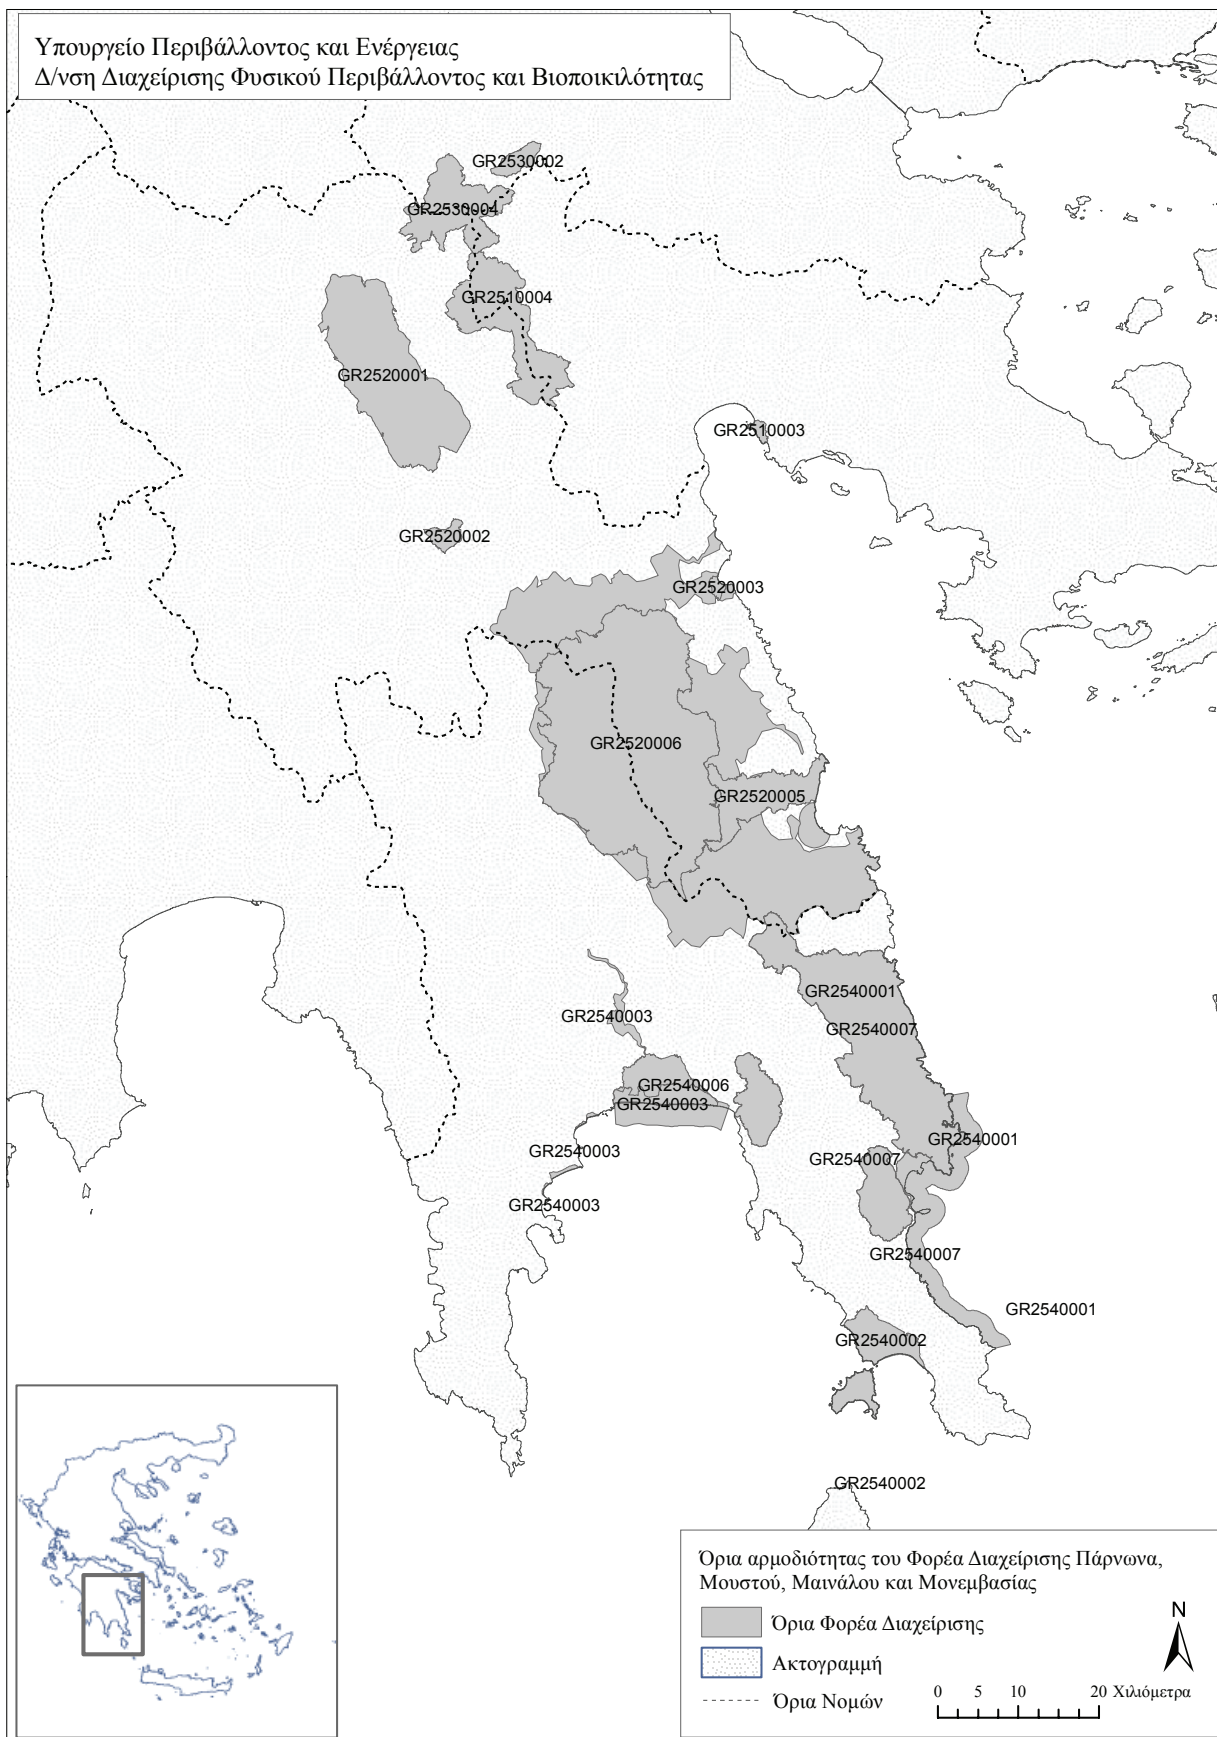 Υπουργείο Περιβάλλοντος και Ενέργειας
Δ/νση Διαχείρισης Φυσικού Περιβάλλοντος και Βιοποικιλότητας
GR2530002
GR2530004
GR2510004
GR2520001
GR2510003
GR2520002
GR2520003
GR2520006
GR2520005
GR2540001
GR2540003
GR2540007
GR2540006
GR2540003
GR2540001
GR2540003
GR2540007
GR2540003
GR2540007
GR2540001
GR2540002
GR2540002
Όρια αρμοδιότητας του Φορέα Διαχείρισης Πάρνωνα,
Μουστού, Μαινάλου και Μονεμβασίας
Όρια Φορέα Διαχείρισης
Ακτογραμμή
Όρια Νομών
N
0 5 10 20 Χιλιόμετρα